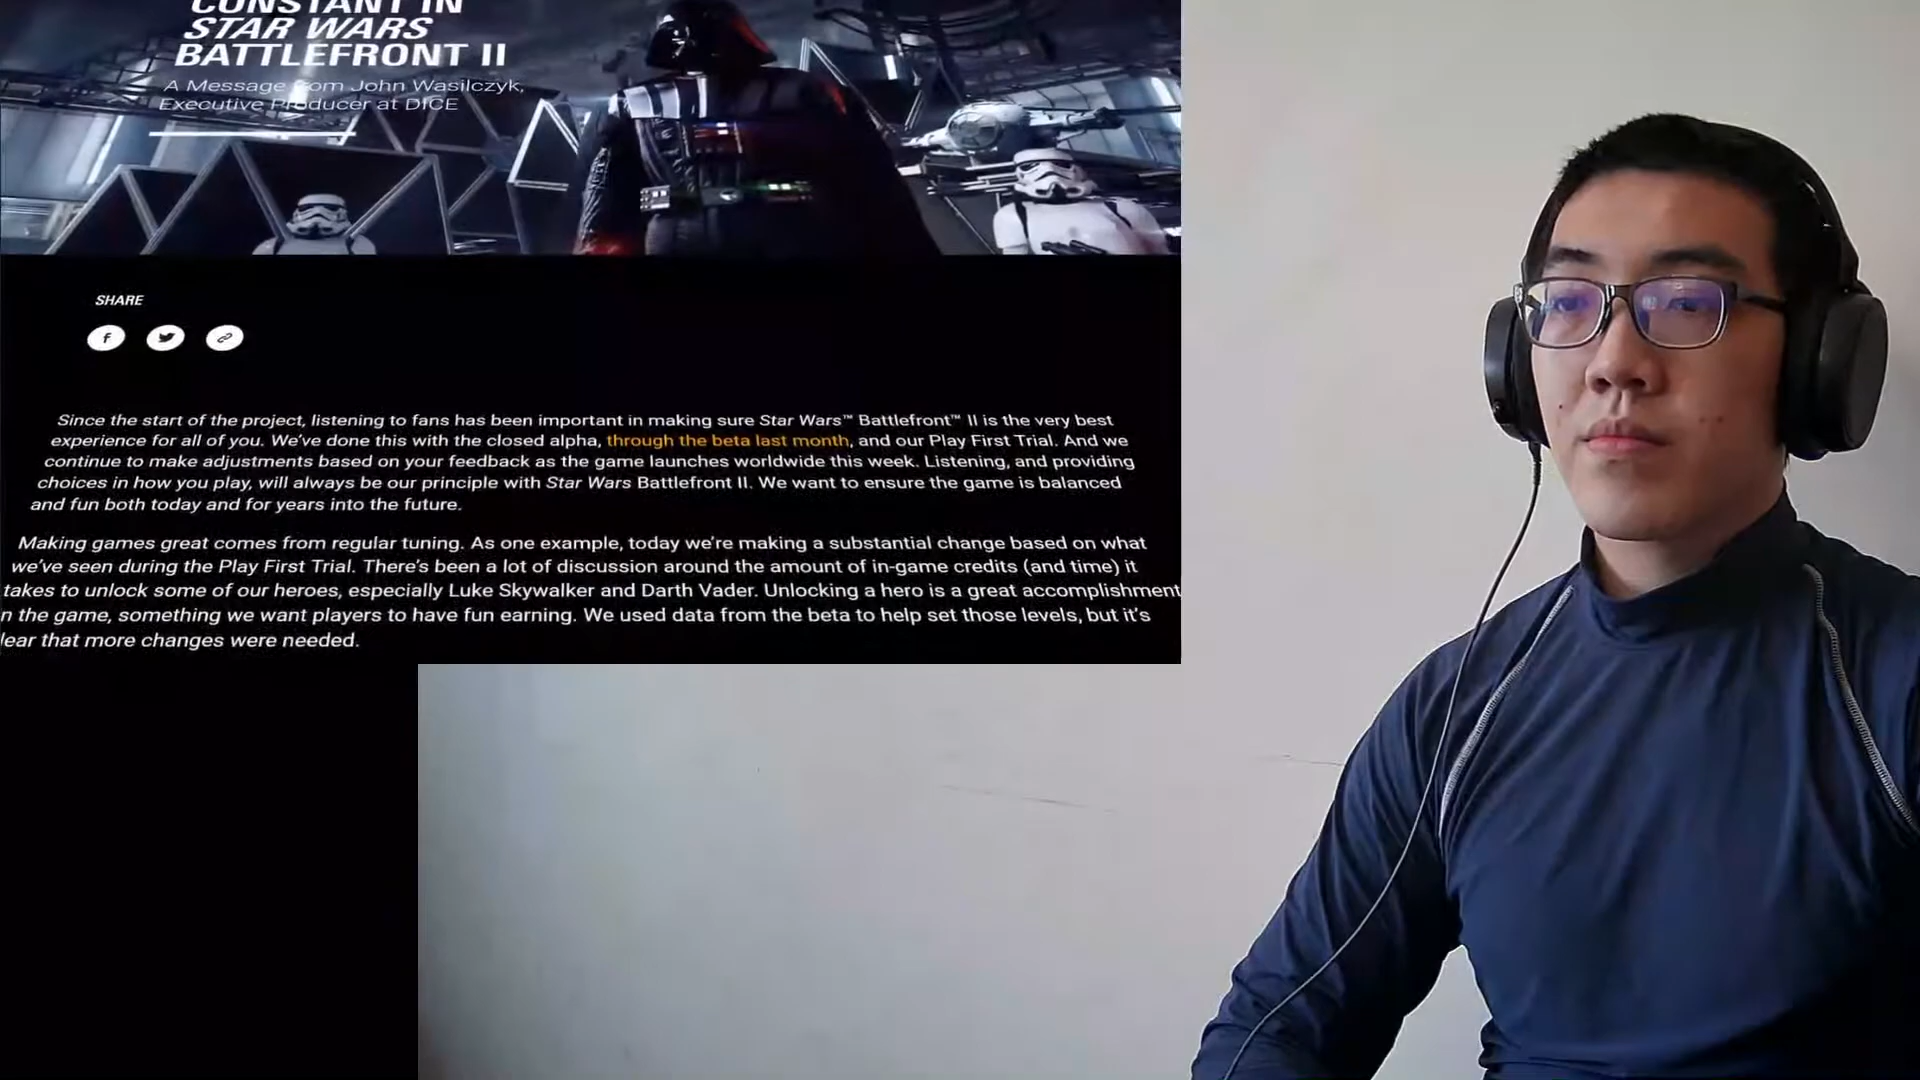 CONSTANT IN
STAR WARS
BATTLEFRONT II
A Message from John Wasilczyk,
Executive Producer at DICE
SHARE
Since the start of the project, listening to fans has been important in making sure Star Wars™ Battlefront™ II is the very best
experience for all of you. We've done this with the closed alpha, through the beta last month, and our Play First Trial. And we
continue to make adjustments based on your feedback as the game launches worldwide this week. Listening, and providing
choices in how you play, will always be our principle with Star Wars Battlefront II. We want to ensure the game is balanced
and fun both today and for years into the future.
Making games great comes from regular tuning. As one example, today we're making a substantial change based on what
we've seen during the Play First Trial. There's been a lot of discussion around the amount of in-game credits (and time) it
takes to unlock some of our heroes, especially Luke Skywalker and Darth Vader. Unlocking a hero is a great accomplishment
n the game, something we want players to have fun earning. We used data from the beta to help set those levels, but it's
lear that more changes were needed.